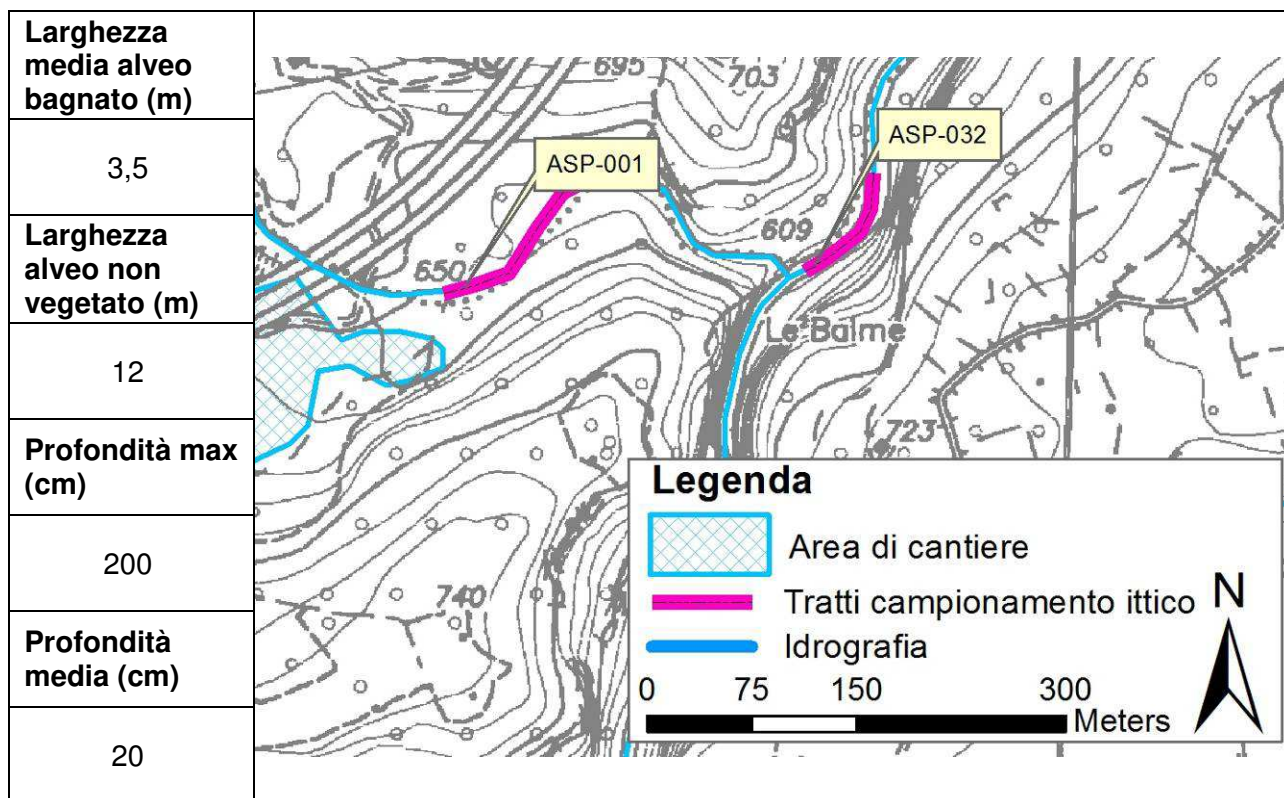 Larghezza
media alveo
bagnato (m)
3,5
Larghezza
alveo non
vegetato (m)
12
Profondità max
(cm)
200
Profondità
media (cm)
20
695
703
ASP-001
ASP-032
650
609
Le Balme
723
740
Legenda
Area di cantiere
Tratti campionamento ittico
Idrografia
N
0 75 150 300
Meters